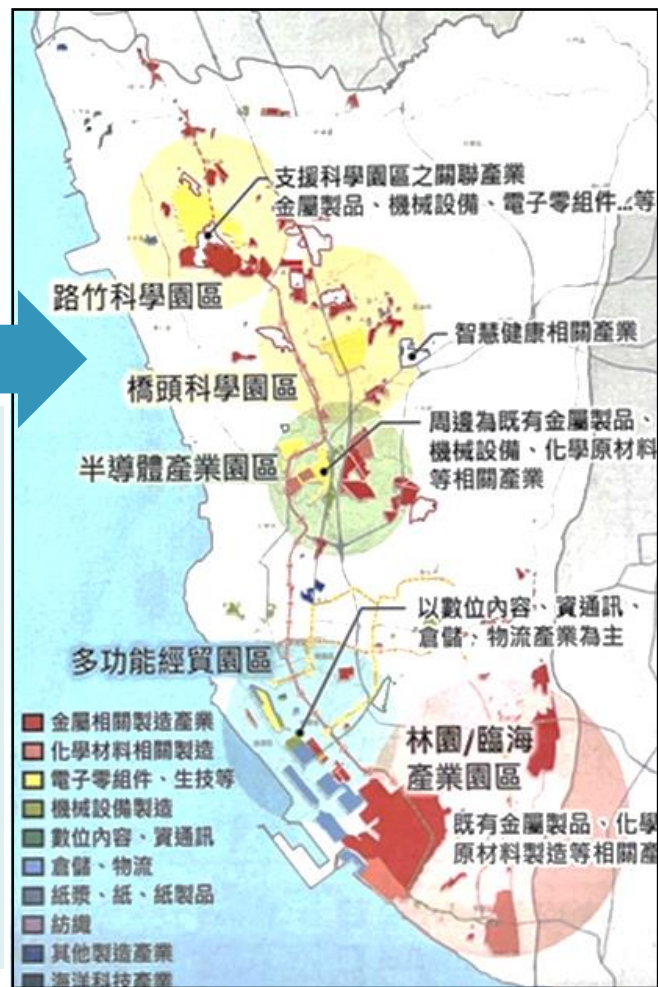 支援科學園區之關聯產業
金屬製品、機械設備、電子零組件...等
路竹科學園區
智慧健康相關產業
橋頭科學園區
周邊為既有金屬製品、
機械設備、化學原材料
等相關產業
半導體產業園區
以數位內容、資通訊、
倉儲、物流產業為主
多功能經貿園區
林園/臨海
產業園區
既有金屬製品、化學
原材料製造等相關產
金屬相關製造產業
化學材料相關製造
電子零組件、生技等
機械設備製造
數位內容、資通訊
倉儲、物流
紙漿、紙、紙製品
紡織
其他製造產業
海洋科技產業